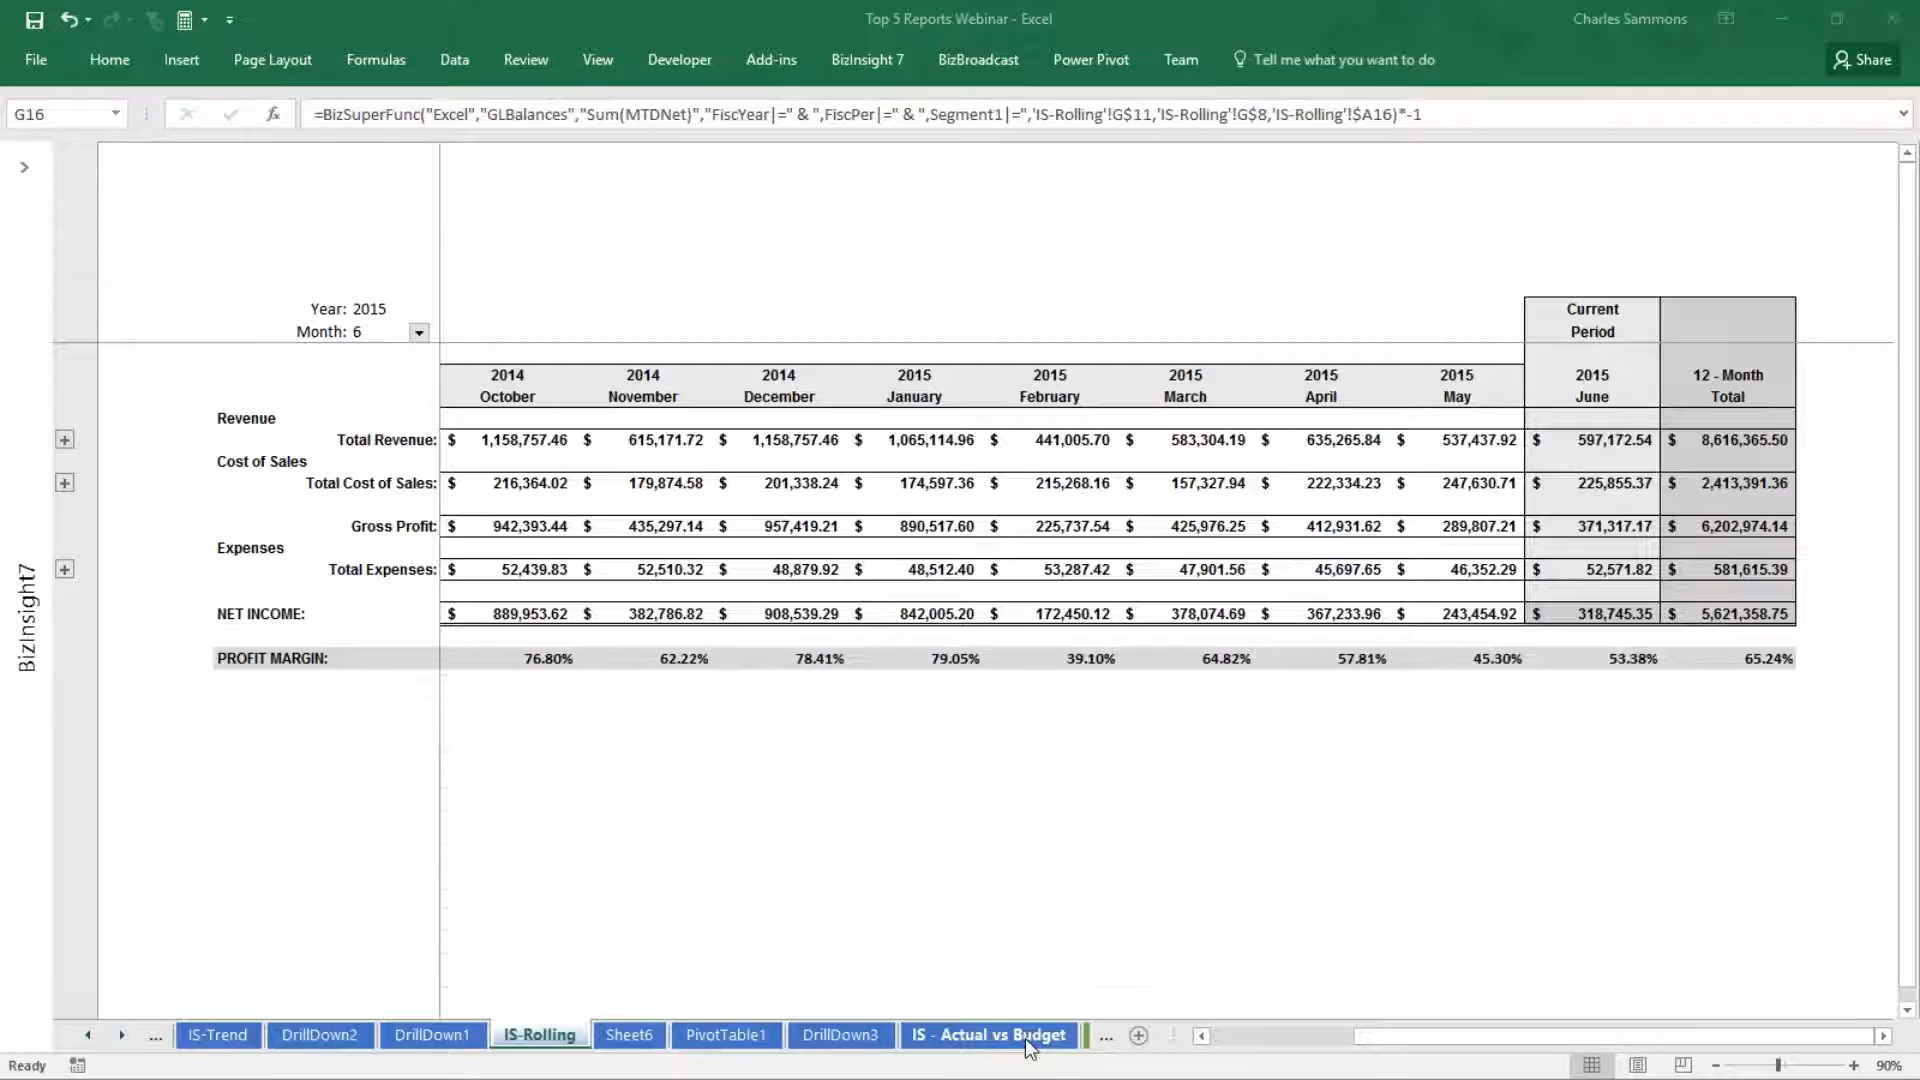 Top 5 Reports Webinar - Excel
Charles Sammons
File Home Insert Page Layout Formulas Data Review View Developer Add-ins BizInsight 7 BizBroadcast Power Pivot Team Tell me what you want to do Share
G16 fx =BizSuperFunc("Excel","GLBalances","Sum(MTDNet)","FiscYear|=" & ",FiscPer|=" & ",Segment1|=",'IS-Rolling'!G$11,'IS-Rolling'!G$8,'IS-Rolling'!$A16)*-1
Year: 2015 Current
Month: 6 Period
2014 2014 2014 2015 2015 2015 2015 2015 2015 12 - Month
October November December January February March April May June Total
Revenue
Total Revenue: $ 1,158,757.46 $ 615,171.72 $ 1,158,757.46 $ 1,065,114.96 $ 441,005.70 $ 583,304.19 $ 635,265.84 $ 537,437.92 $ 597,172.54 $ 8,616,365.50
Cost of Sales
Total Cost of Sales: $ 216,364.02 $ 179,874.58 $ 201,338.24 $ 174,597.36 $ 215,268.16 $ 157,327.94 $ 222,334.23 $ 247,630.71 $ 225,855.37 $ 2,413,391.36
Gross Profit: $ 942,393.44 $ 435,297.14 $ 957,419.21 $ 890,517.60 $ 225,737.54 $ 425,976.25 $ 412,931.62 $ 289,807.21 $ 371,317.17 $ 6,202,974.14
Expenses
Total Expenses: $ 52,439.83 $ 52,510.32 $ 48,879.92 $ 48,512.40 $ 53,287.42 $ 47,901.56 $ 45,697.65 $ 46,352.29 $ 52,571.82 $ 581,615.39
NET INCOME: $ 889,953.62 $ 382,786.82 $ 908,539.29 $ 842,005.20 $ 172,450.12 $ 378,074.69 $ 367,233.96 $ 243,454.92 $ 318,745.35 $ 5,621,358.75
PROFIT MARGIN: 76.80% 62.22% 78.41% 79.05% 39.10% 64.82% 57.81% 45.30% 53.38% 65.24%
BizInsight7
... IS-Trend DrillDown2 DrillDown1 IS-Rolling Sheet6 PivotTable1 DrillDown3 IS - Actual vs Budget ...
Ready 90%